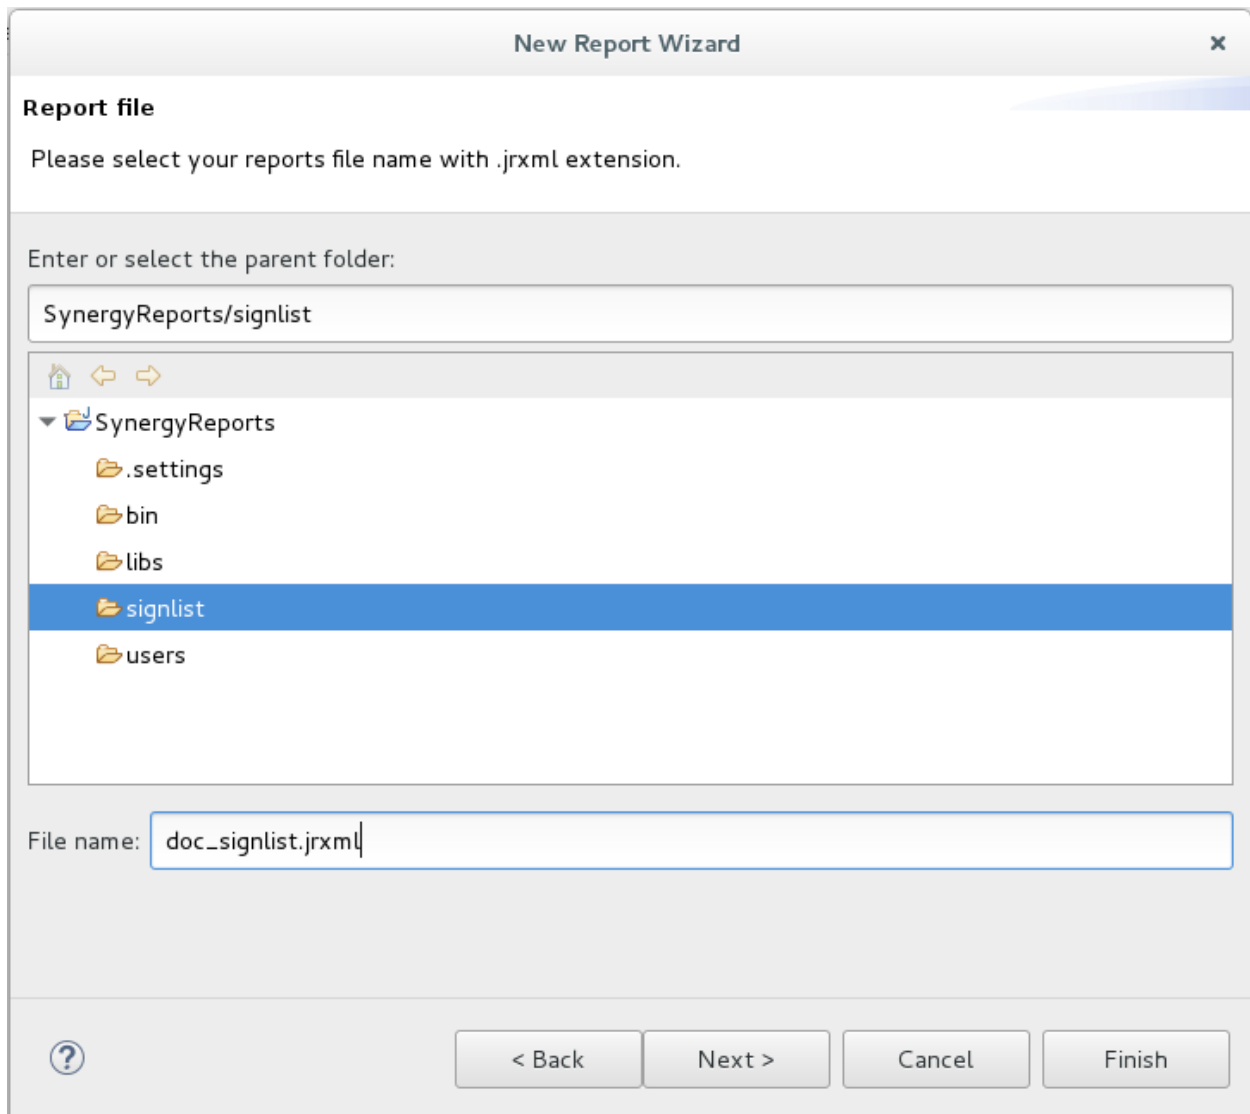 New Report Wizard
Report file
Please select your reports file name with .jrxml extension.
Enter or select the parent folder:
SynergyReports/signlist
SynergyReports
.settings
bin
libs
signlist
users
File name: doc_signlist.jrxml
< Back Next > Cancel Finish